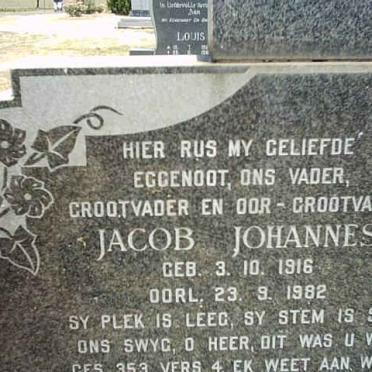 In Liefdevolle
LOUIS
HIER RUS MY GELIEFDE
EGGENOOT, ONS VADER,
GROOTVADER EN OOR-GROOTVA
JACOB JOHANNES
GEB. 3. 10. 1916
OORL. 23. 9. 1982
SY PLEK IS LEEG, SY STEM IS S
ONS SWYG, O HEER, DIT WAS U W
GES 353 VERS 4 EK WEET AAN W